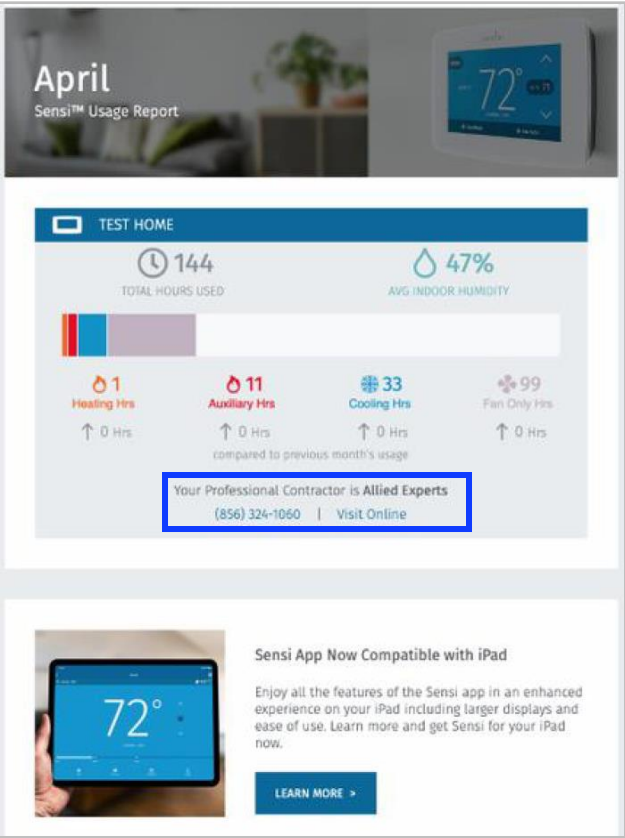 April
Sensi™ Usage Report
72°
TEST HOME
144
TOTAL HOURS USED
47%
AVG INDOOR HUMIDITY
1
Heating Hrs
↑ 0 Hrs
11
Auxiliary Hrs
↑ 0 Hrs
33
Cooling Hrs
↑ 0 Hrs
99
Fan Only Hrs
↑ 0 Hrs
compared to previous month's usage
Your Professional Contractor is Allied Experts
(856) 324-1060 | Visit Online
72°
Sensi App Now Compatible with iPad
Enjoy all the features of the Sensi app in an enhanced
experience on your iPad including larger displays and
ease of use. Learn more and get Sensi for your iPad
now.
LEARN MORE >